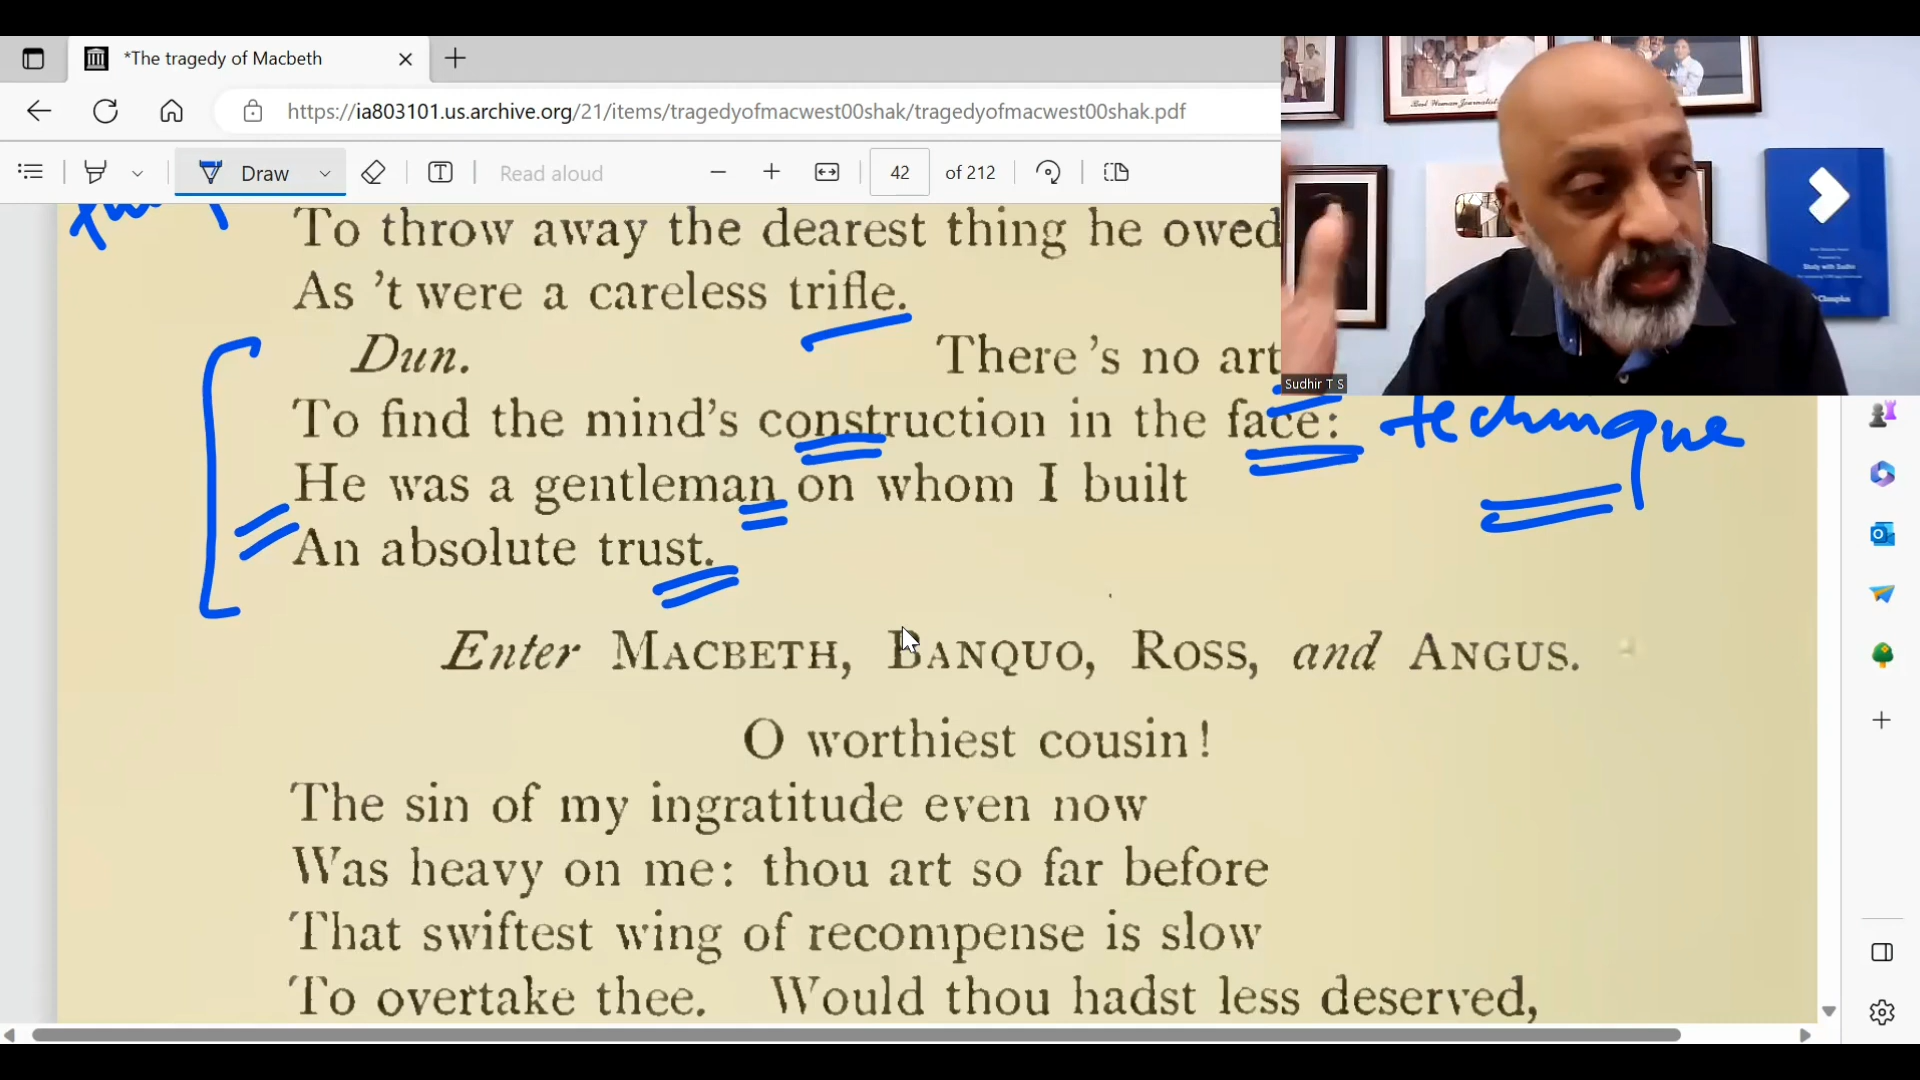 *The tragedy of Macbeth
https://ia803101.us.archive.org/21/items/tragedyofmacwest00shak/tragedyofmacwest00shak.pdf
Draw
Read aloud
42 of 212
To throw away the dearest thing he owed
As 't were a careless trifle.
Dun. There's no art
To find the mind's construction in the face: technique
He was a gentleman on whom I built
An absolute trust.
Enter MACBETH, BANQUO, ROSS, and ANGUS.
O worthiest cousin!
The sin of my ingratitude even now
Was heavy on me: thou art so far before
That swiftest wing of recompense is slow
To overtake thee. Would thou hadst less deserved,
Sudhir T S
Study with Sudhir